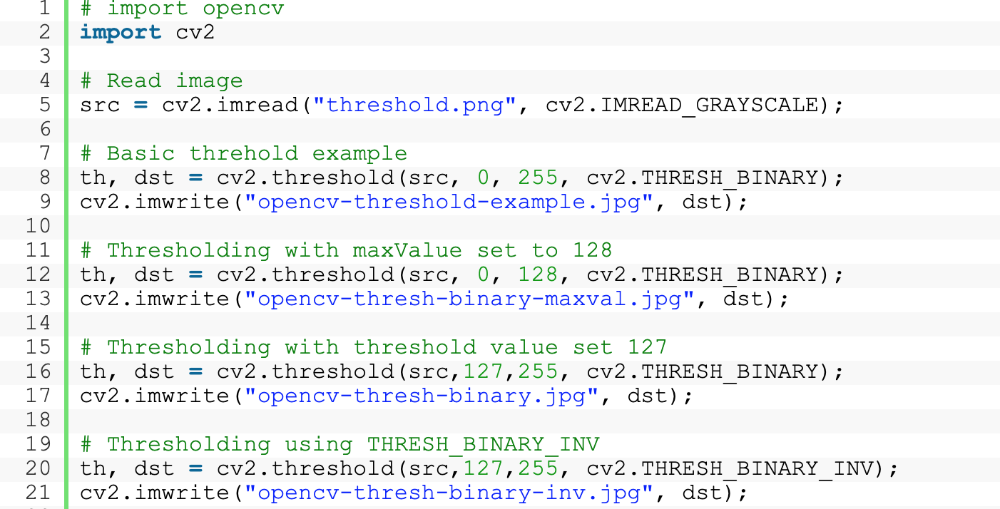 1 # import opencv
2 import cv2
3
4 # Read image
5 src = cv2.imread("threshold.png", cv2.IMREAD_GRAYSCALE);
6
7 # Basic threhold example
8 th, dst = cv2.threshold(src, 0, 255, cv2.THRESH_BINARY);
9 cv2.imwrite("opencv-threshold-example.jpg", dst);
10
11 # Thresholding with maxValue set to 128
12 th, dst = cv2.threshold(src, 0, 128, cv2.THRESH_BINARY);
13 cv2.imwrite("opencv-thresh-binary-maxval.jpg", dst);
14
15 # Thresholding with threshold value set 127
16 th, dst = cv2.threshold(src,127,255, cv2.THRESH_BINARY);
17 cv2.imwrite("opencv-thresh-binary.jpg", dst);
18
19 # Thresholding using THRESH_BINARY_INV
20 th, dst = cv2.threshold(src,127,255, cv2.THRESH_BINARY_INV);
21 cv2.imwrite("opencv-thresh-binary-inv.jpg", dst);